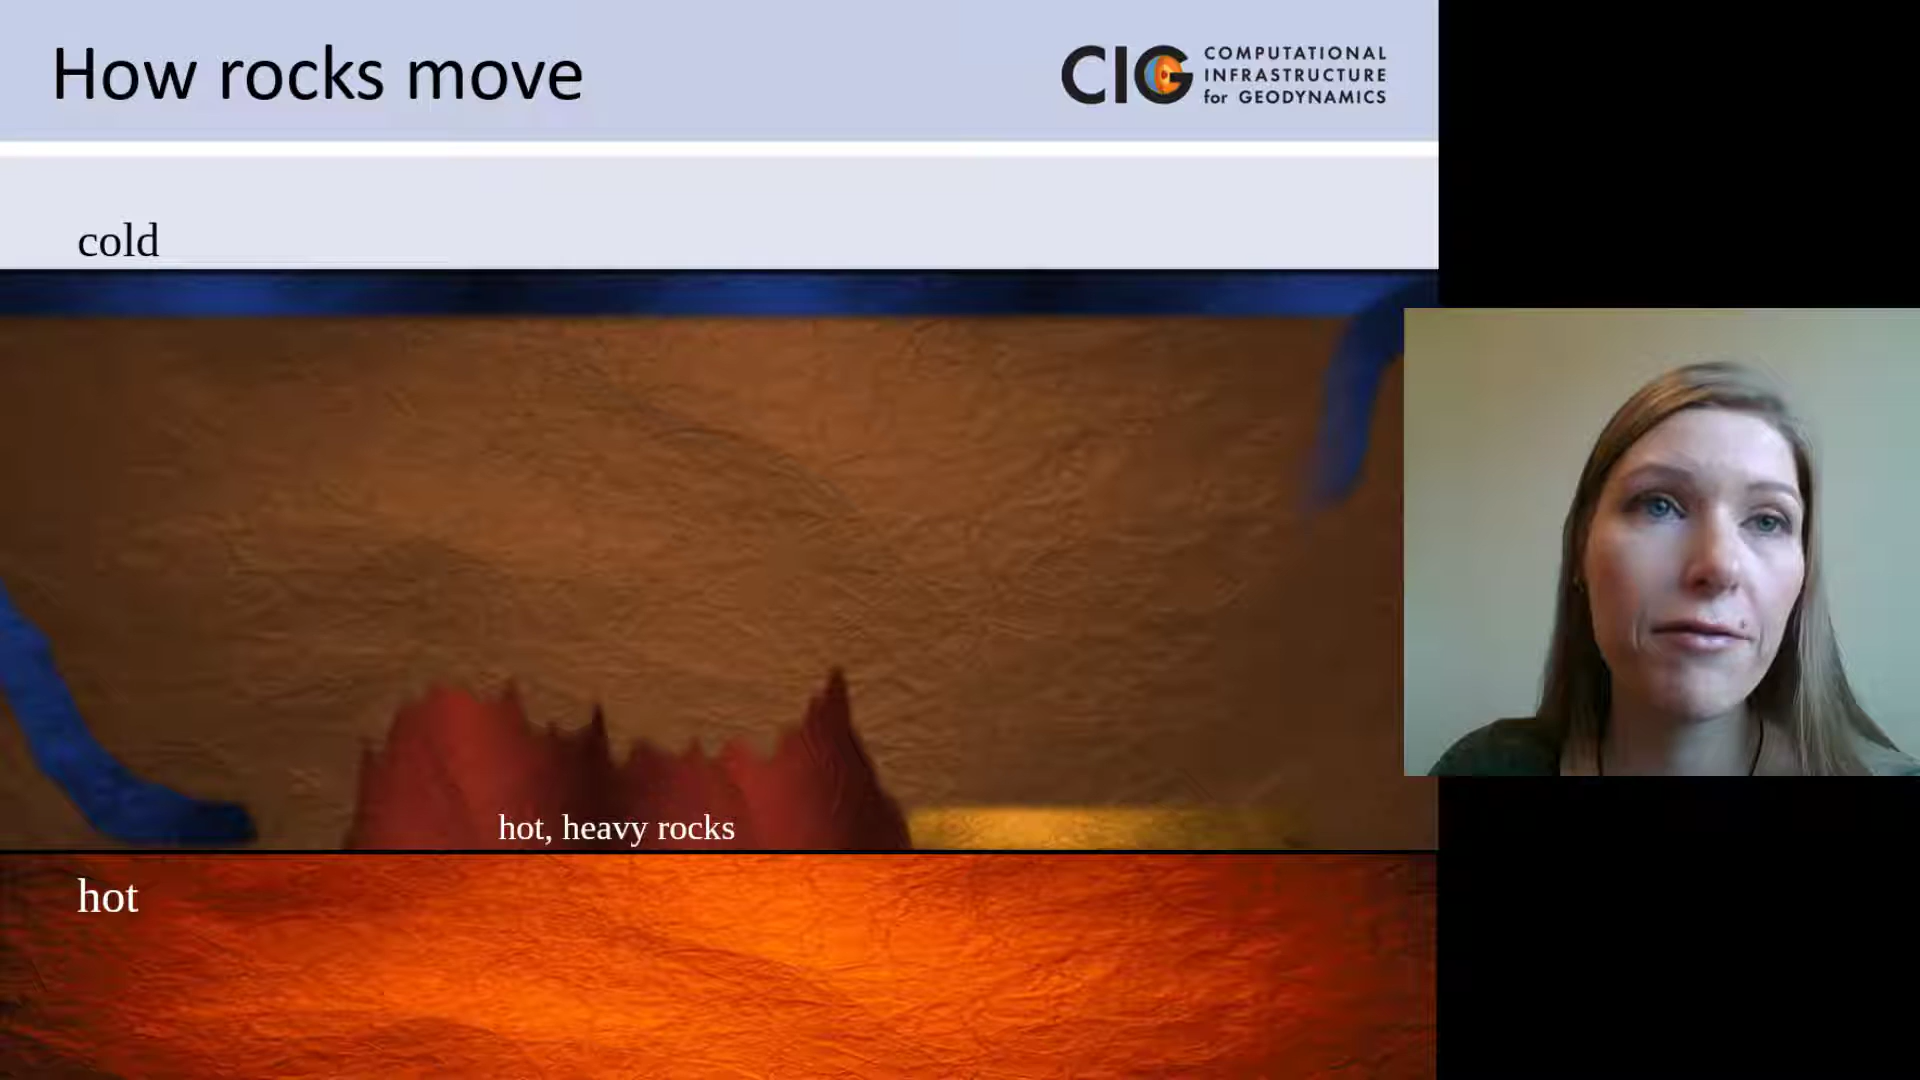 How rocks move
CIG
COMPUTATIONAL
INFRASTRUCTURE
for GEODYNAMICS
cold
hot, heavy rocks
hot